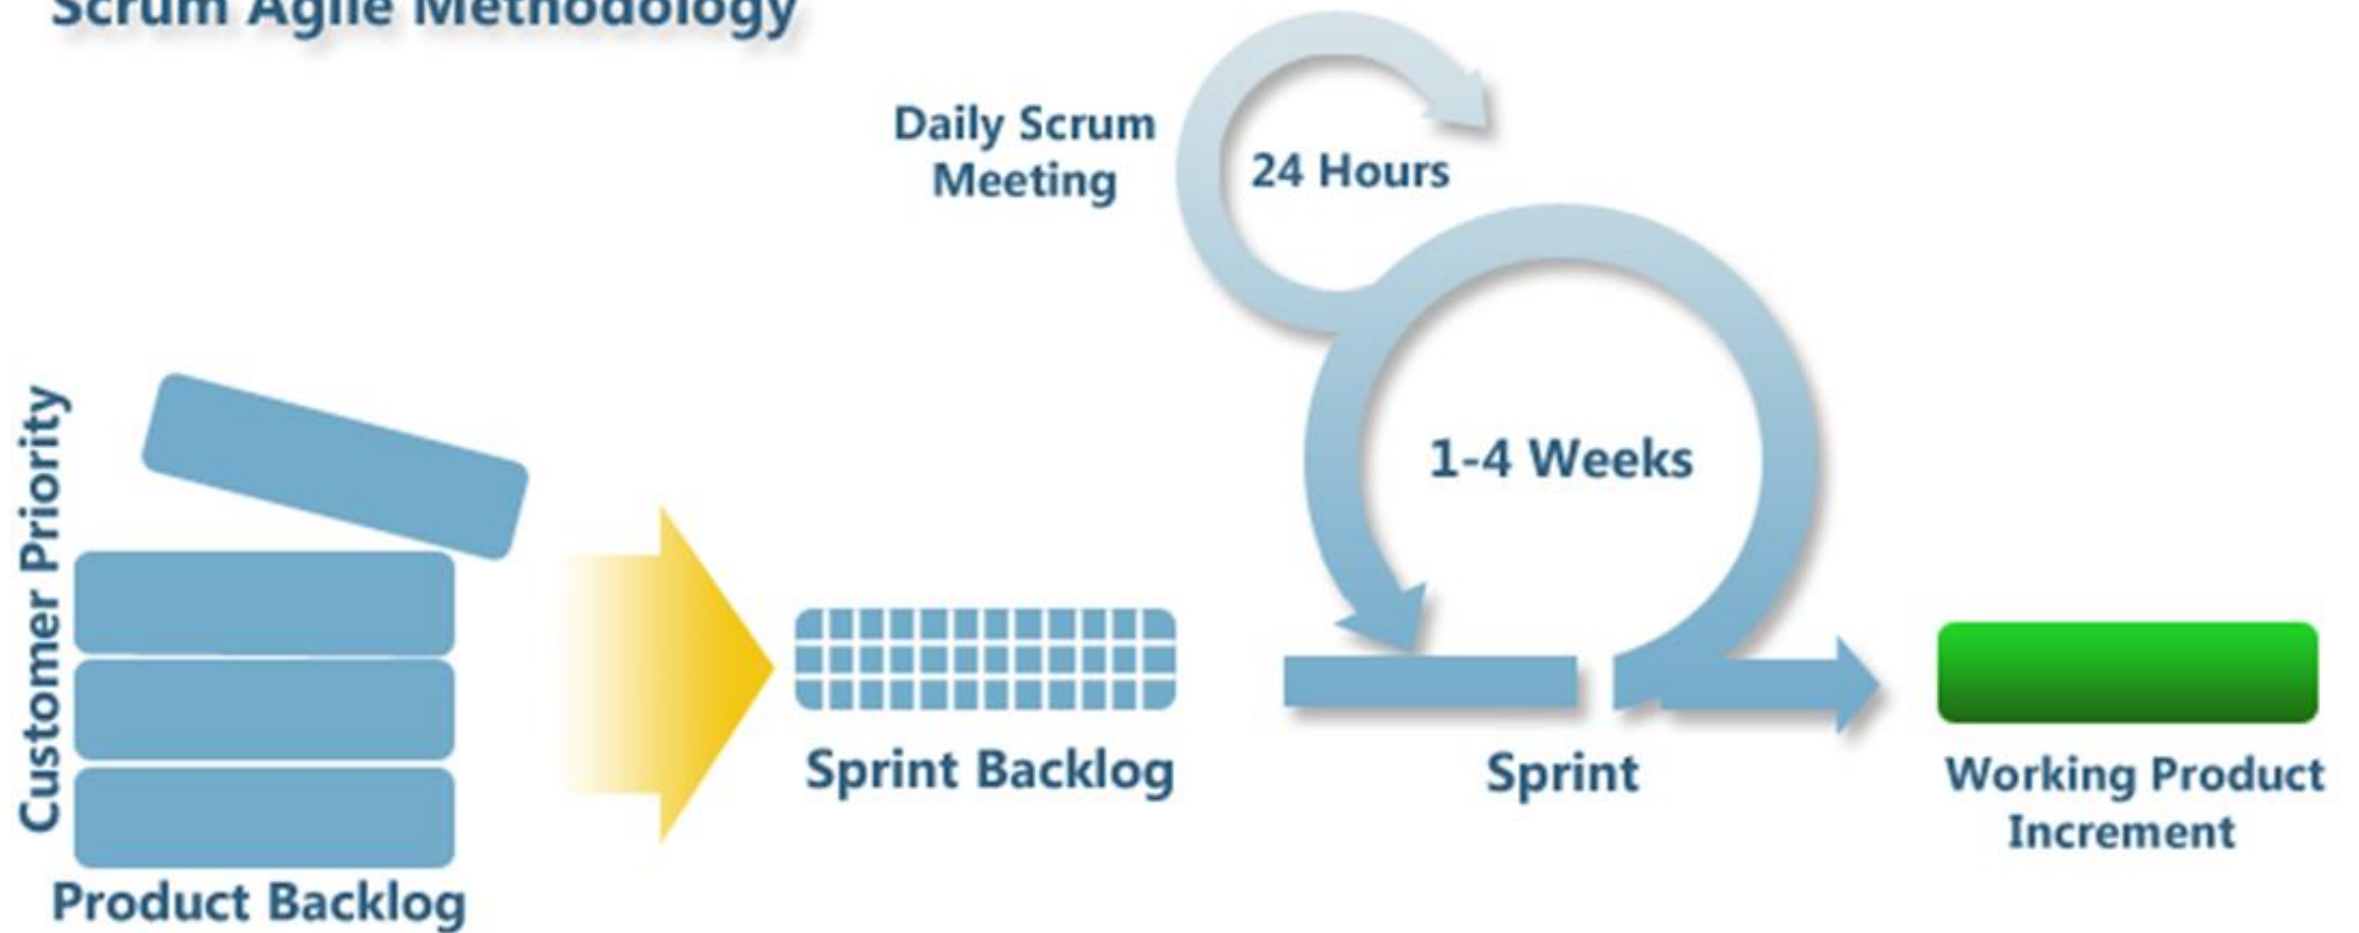 Scrum Agile Methodology
Daily Scrum
Meeting
24 Hours
1-4 Weeks
Customer Priority
Product Backlog
Sprint Backlog
Sprint
Working Product
Increment